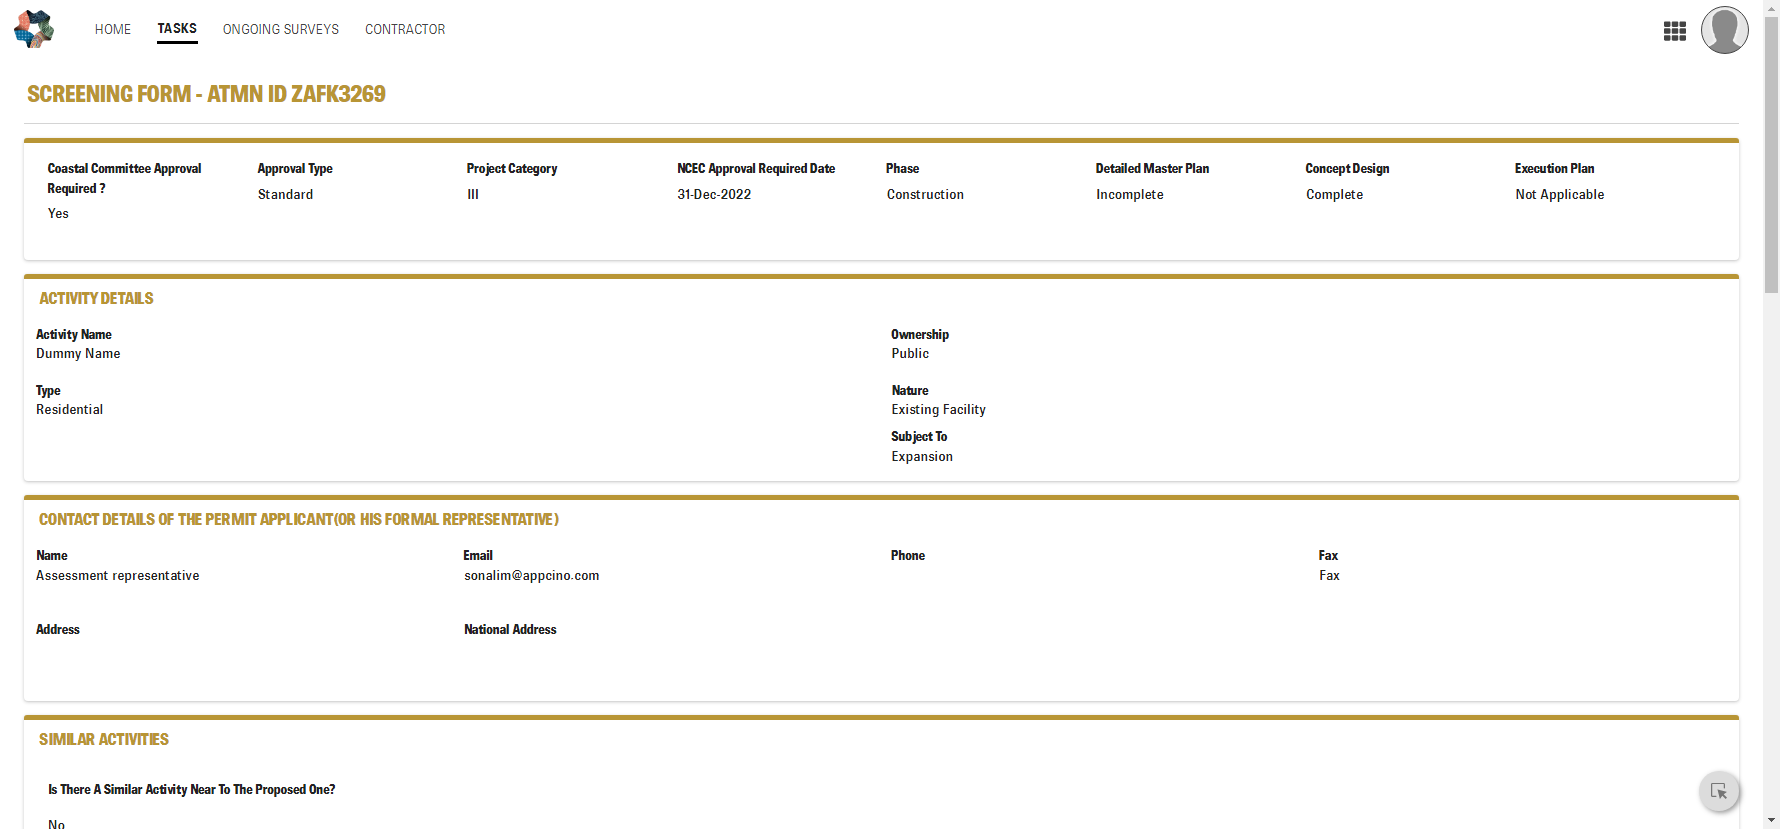 HOME TASKS ONGOING SURVEYS CONTRACTOR
SCREENING FORM - ATMN ID ZAFK3269
Coastal Committee Approval Required ?
Yes
Approval Type
Standard
Project Category
III
NCEC Approval Required Date
31-Dec-2022
Phase
Construction
Detailed Master Plan
Incomplete
Concept Design
Complete
Execution Plan
Not Applicable
ACTIVITY DETAILS
Activity Name
Dummy Name
Ownership
Public
Type
Residential
Nature
Existing Facility
Subject To
Expansion
CONTACT DETAILS OF THE PERMIT APPLICANT(OR HIS FORMAL REPRESENTATIVE)
Name
Assessment representative
Email
sonalim@appcino.com
Phone
Fax
Fax
Address
National Address
SIMILAR ACTIVITIES
Is There A Similar Activity Near To The Proposed One?
No